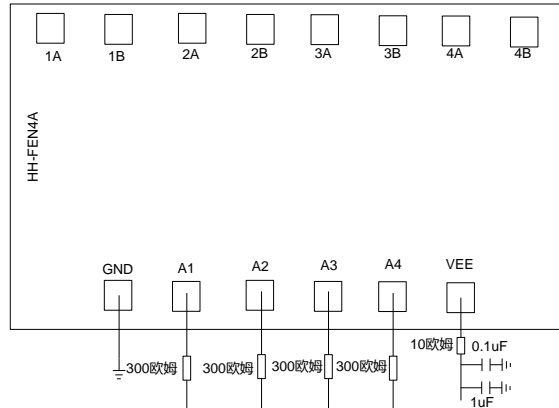 1A 1B 2A 2B 3A 3B 4A 4B
HH-FEN4A
GND A1 A2 A3 A4 VEE
10欧姆 0.1uF
300欧姆 300欧姆 300欧姆 300欧姆
1uF